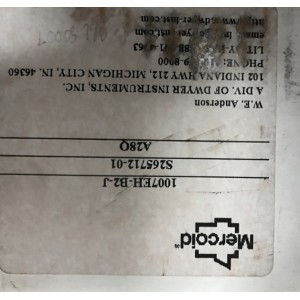 Mercoid®
1007EH-B2-J
S265712-01
A28Q
W.E. Anderson
A DIV. OF DWYER INSTRUMENTS, INC.
102 INDIANA HWY 212, MICHIGAN CITY, IN. 46360